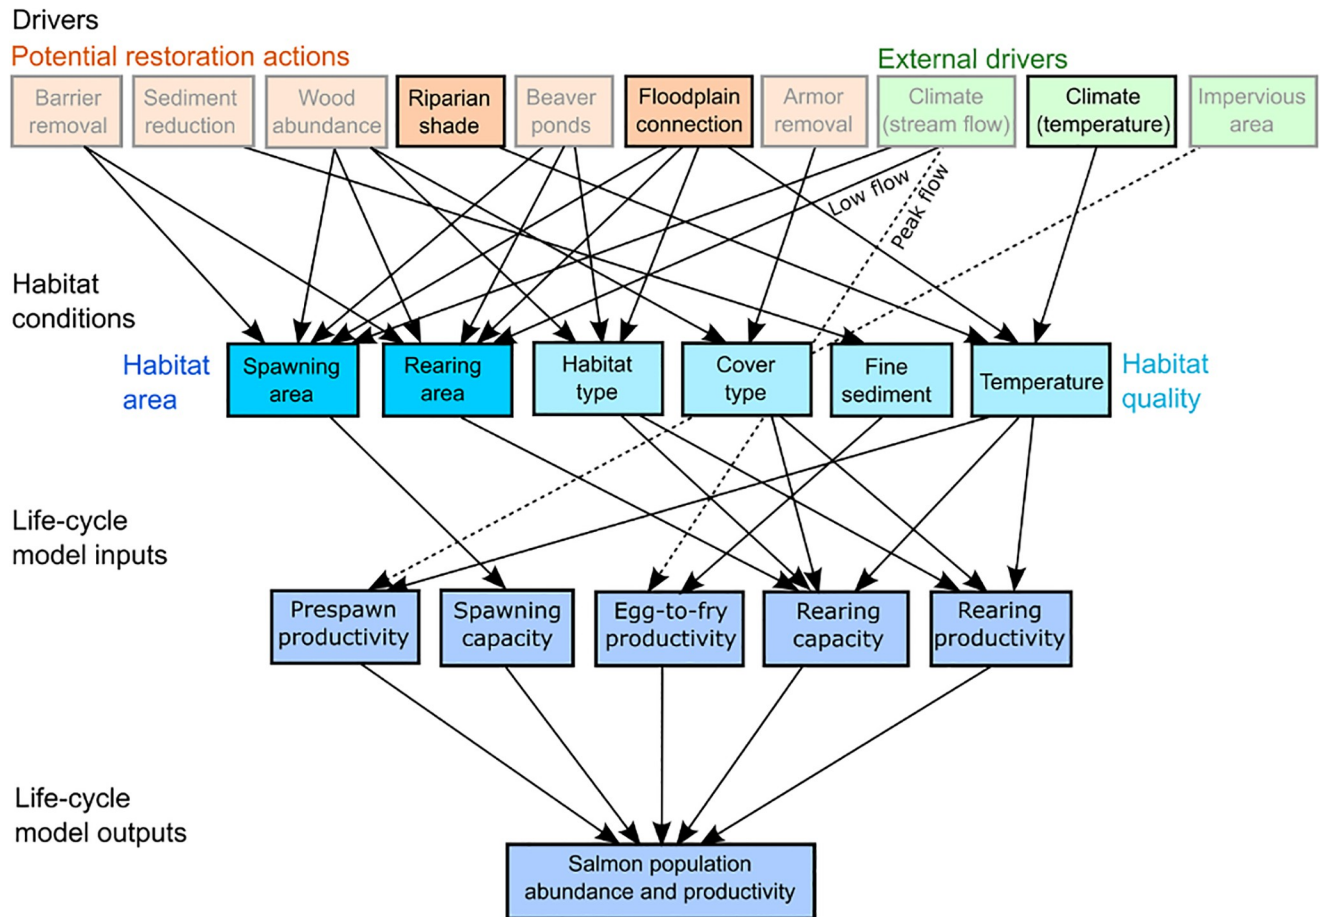 Drivers
Potential restoration actions
External drivers
Barrier
removal
Sediment
reduction
Wood
abundance
Riparian
shade
Beaver
ponds
Floodplain
connection
Armor
removal
Climate
(stream flow)
Climate
(temperature)
Impervious
area
Low flow
Peak flow
Habitat
conditions
Habitat
area
Spawning
area
Rearing
area
Habitat
type
Cover
type
Fine
sediment
Temperature
Habitat
quality
Life-cycle
model inputs
Prespawn
productivity
Spawning
capacity
Egg-to-fry
productivity
Rearing
capacity
Rearing
productivity
Life-cycle
model outputs
Salmon population
abundance and productivity